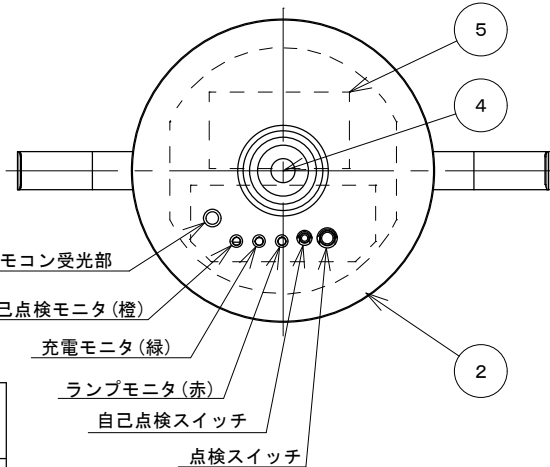 5
4
モコン受光部
己点検モニタ(橙)
充電モニタ(緑)
2
ランプモニタ(赤)
自己点検スイッチ
点検スイッチ